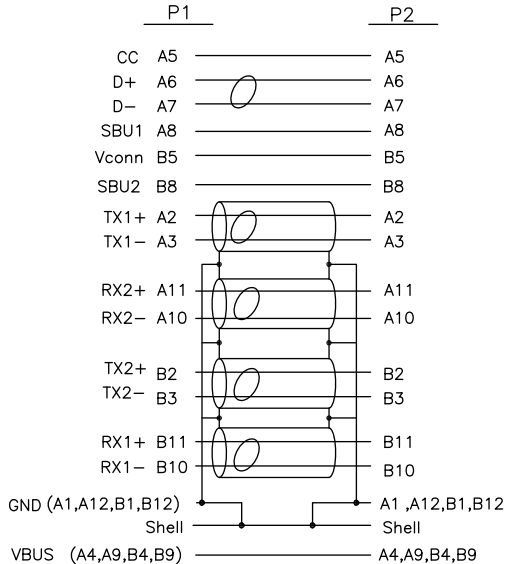 P1 P2
CC A5 A5
D+ A6 A6
D- A7 A7
SBU1 A8 A8
Vconn B5 B5
SBU2 B8 B8
TX1+ A2 A2
TX1- A3 A3
RX2+ A11 A11
RX2- A10 A10
TX2+ B2 B2
TX2- B3 B3
RX1+ B11 B11
RX1- B10 B10
GND (A1,A12,B1,B12) A1 ,A12,B1,B12
Shell Shell
VBUS (A4,A9,B4,B9) A4,A9,B4,B9